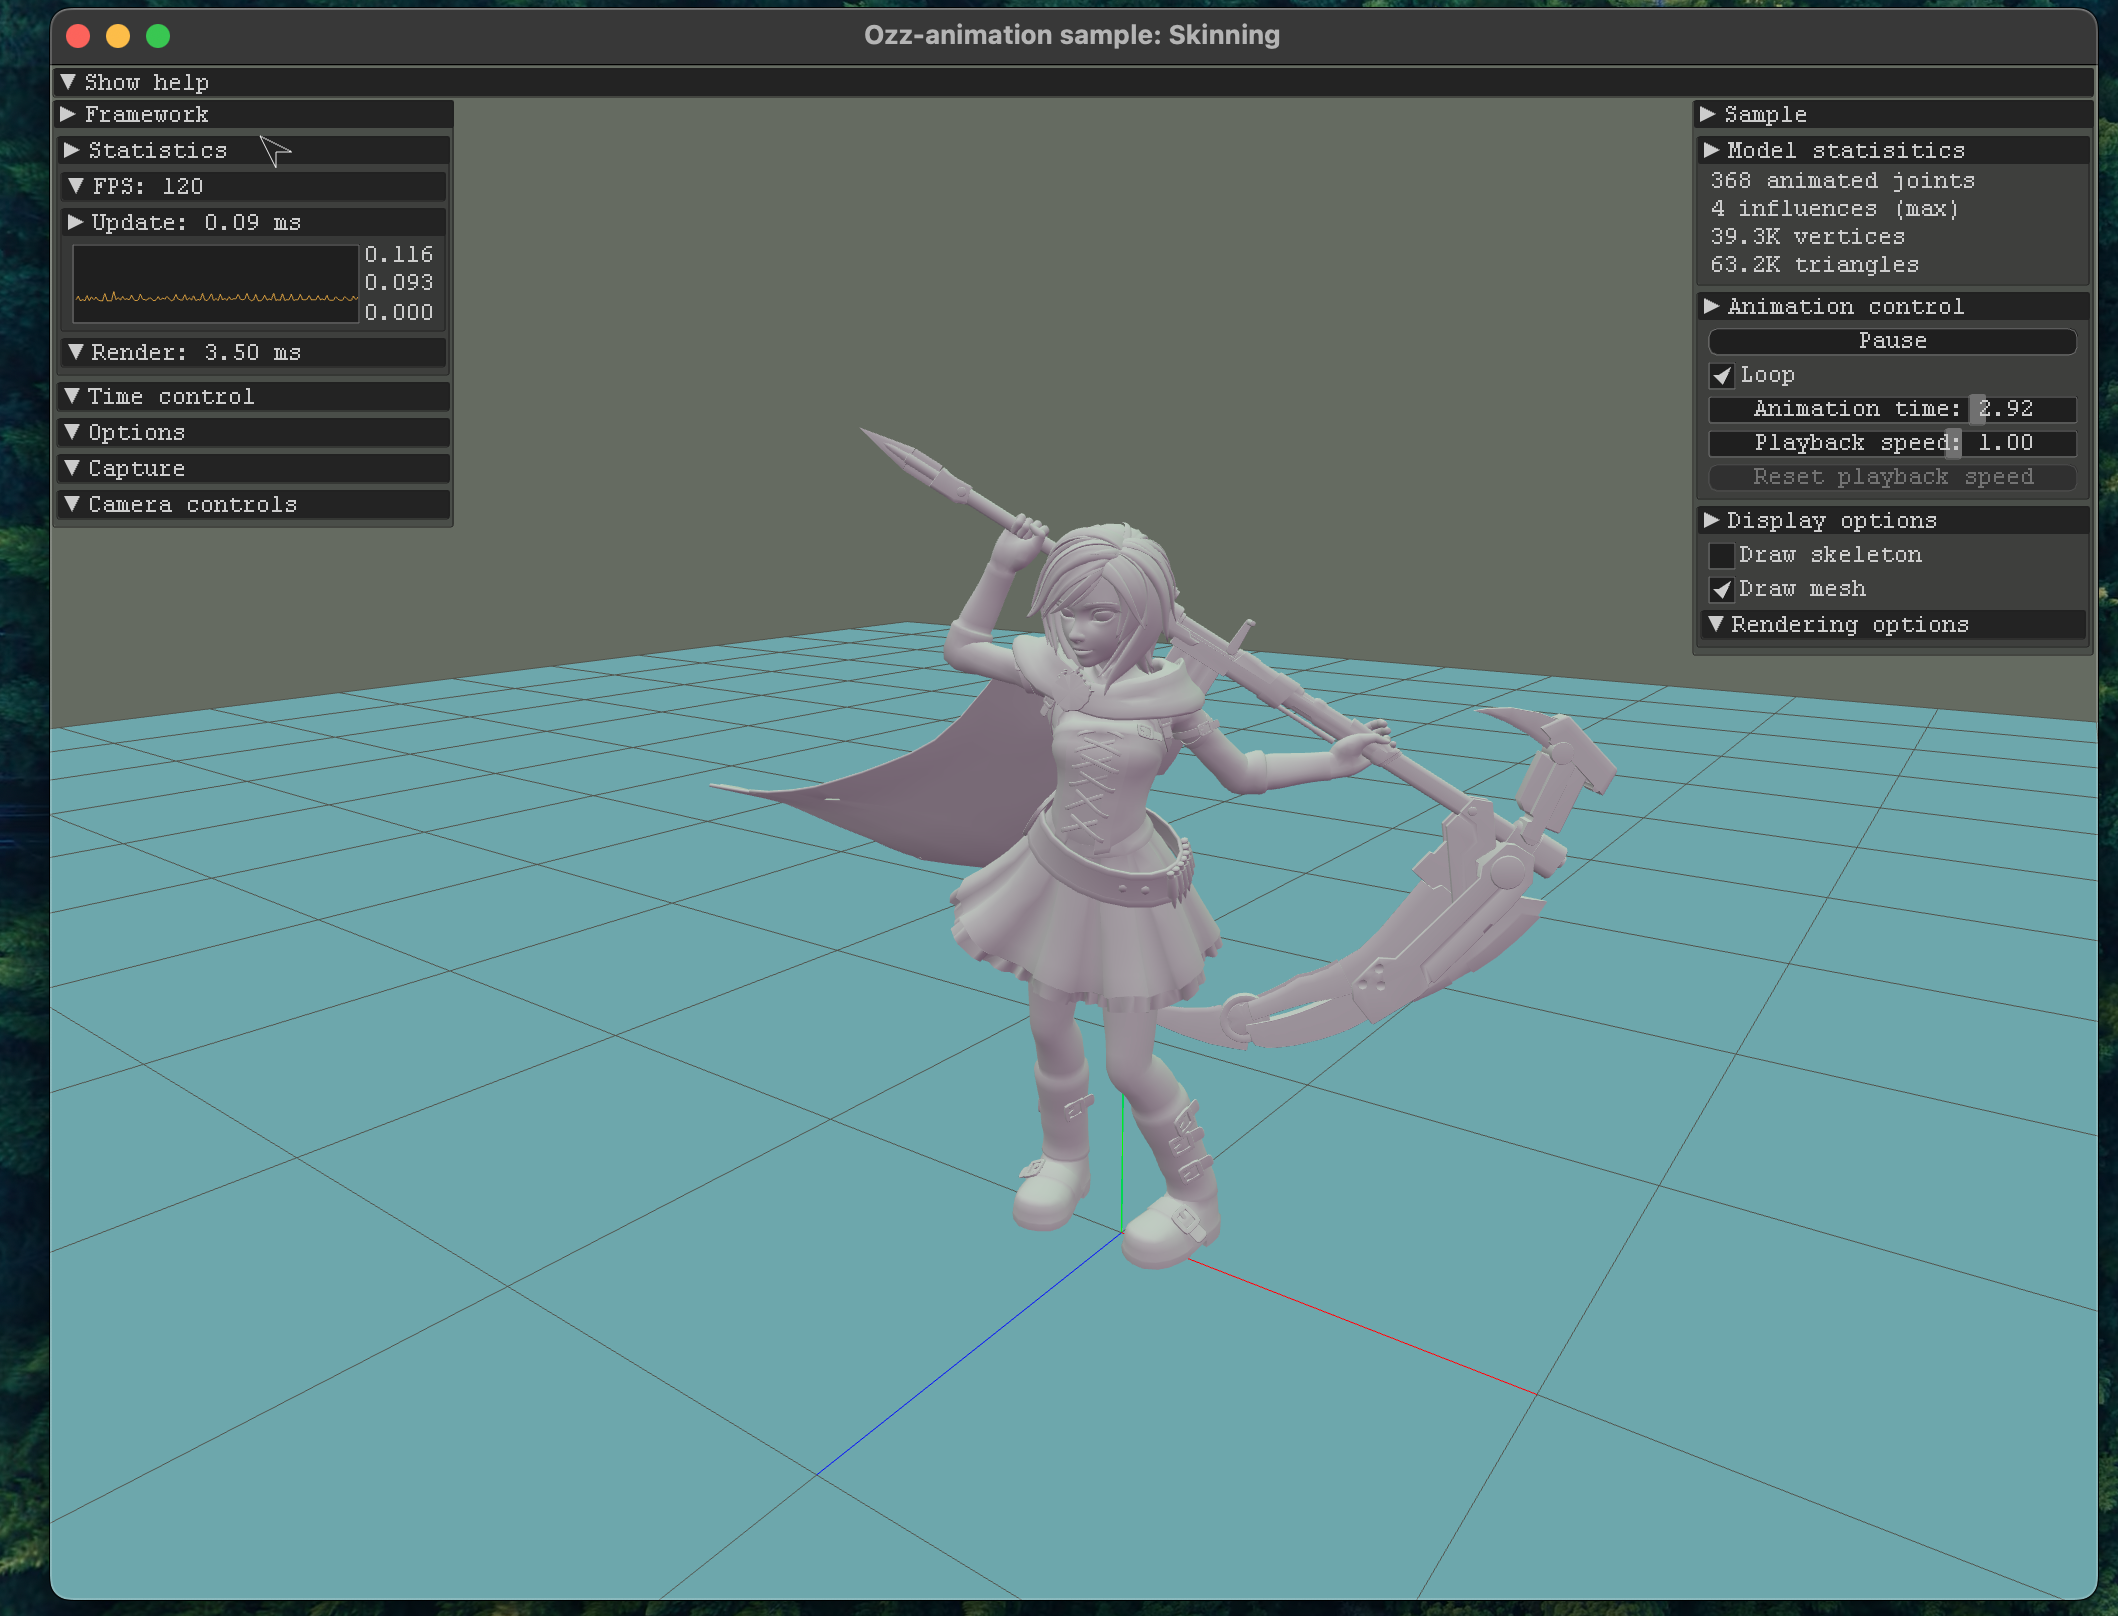 Ozz-animation sample: Skinning
Show help
Framework
Statistics
FPS: 120
Update: 0.09 ms
0.116
0.093
0.000
Render: 3.50 ms
Time control
Options
Capture
Camera controls
Sample
Model statisitics
368 animated joints
4 influences (max)
39.3K vertices
63.2K triangles
Animation control
Pause
Loop
Animation time: 2.92
Playback speed: 1.00
Reset playback speed
Display options
Draw skeleton
Draw mesh
Rendering options